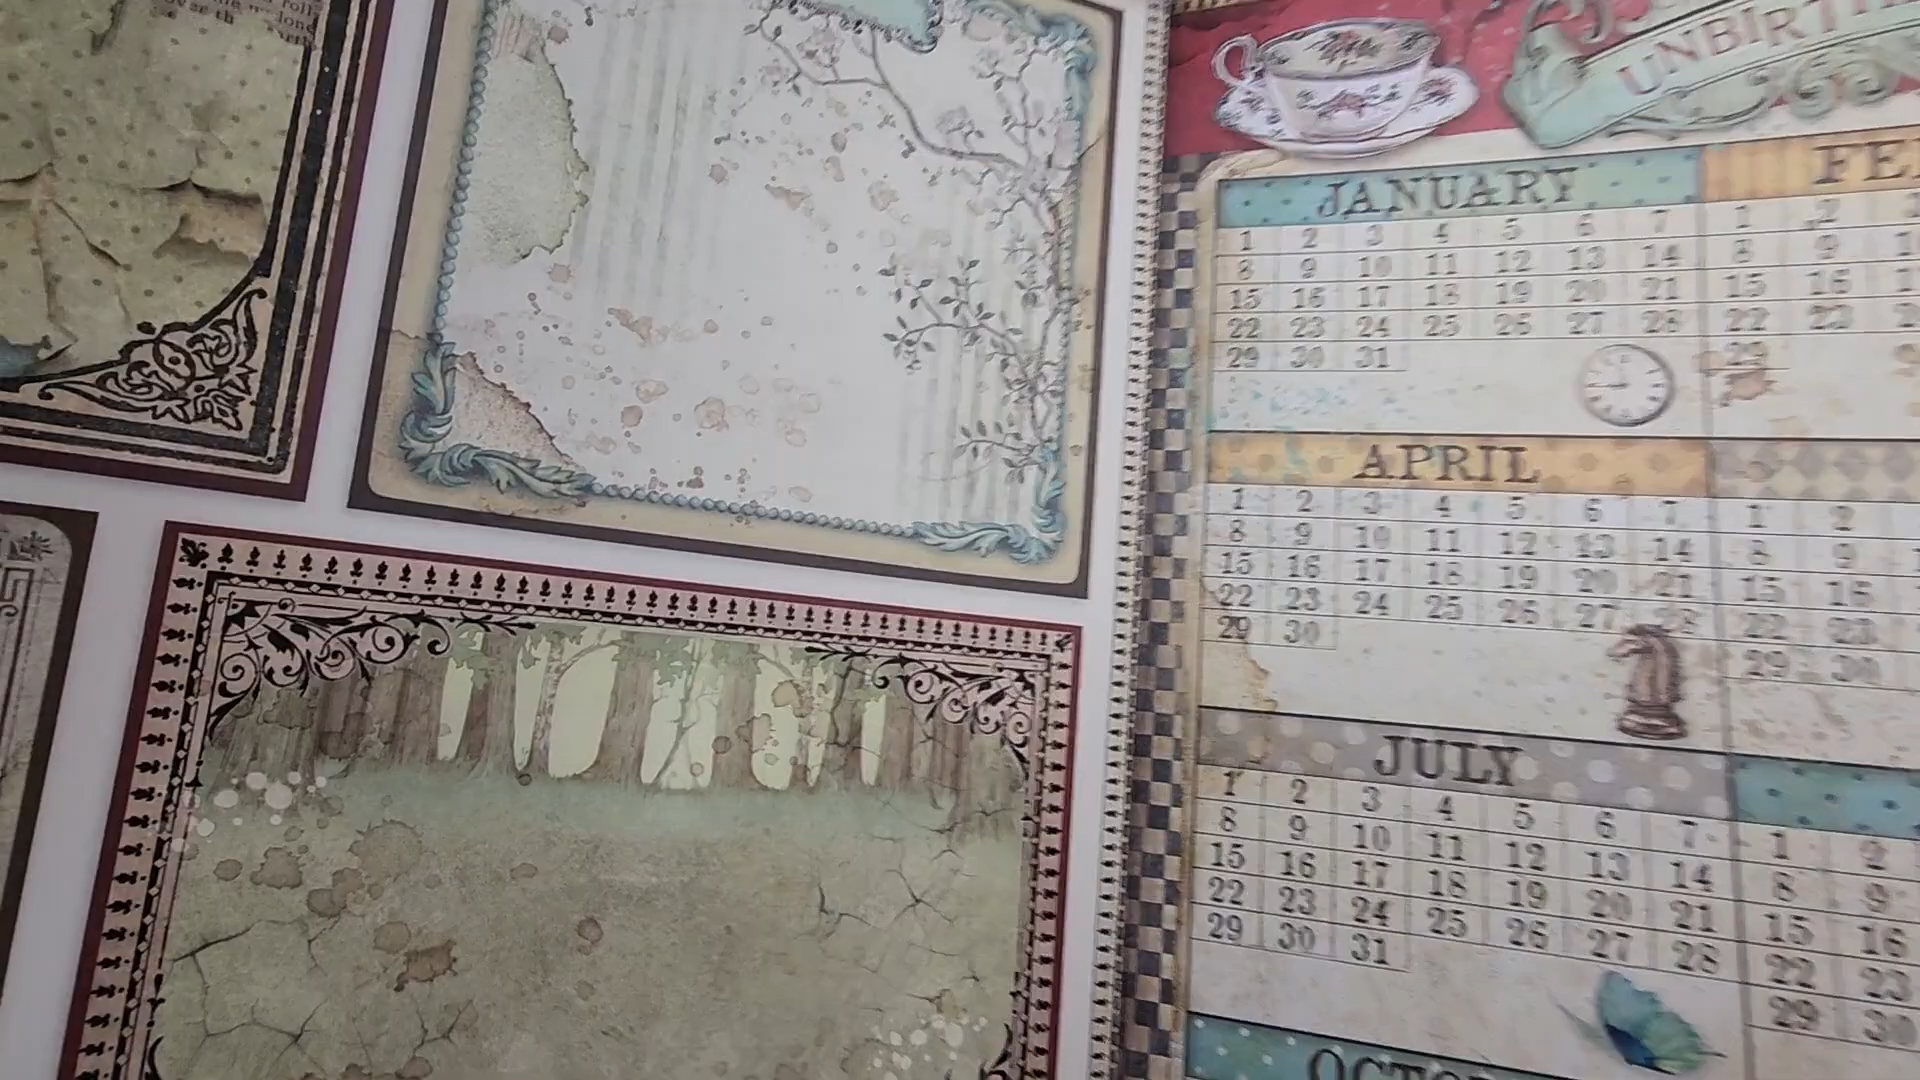 UNBIRTH
JANUARY
1 2 3 4 5 6 7
8 9 10 11 12 13 14
15 16 17 18 19 20 21
22 23 24 25 26 27 28
29 30 31
FE
1 2
8 9
15 16
22 23
29
APRIL
1 2 3 4 5 6 7
8 9 10 11 12 13 14
15 16 17 18 19 20 21
22 23 24 25 26 27 28
29 30
1 2
8 9
15 16
22 23
29 30
JULY
1 2 3 4 5 6 7
8 9 10 11 12 13 14
15 16 17 18 19 20 21
22 23 24 25 26 27 28
29 30 31
1 2
8 9
15 16
22 23
29 30
OCTO